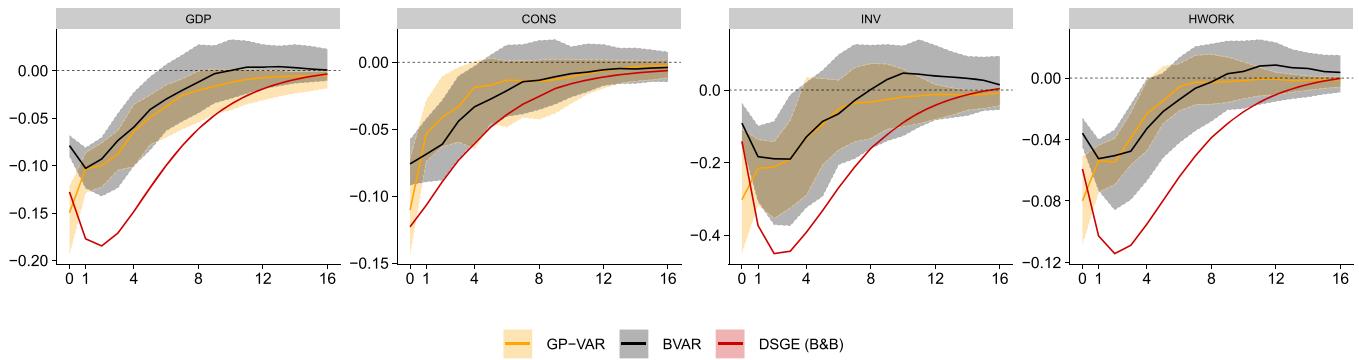 GDP CONS INV HWORK
0.00 0.00 0.0 0.00
−0.05 −0.05 −0.2 −0.04
−0.10 −0.10 −0.4 −0.08
−0.15 −0.15 −0.12
−0.20
0 1 4 8 12 16 0 1 4 8 12 16 0 1 4 8 12 16 0 1 4 8 12 16
GP−VAR BVAR DSGE (B&B)